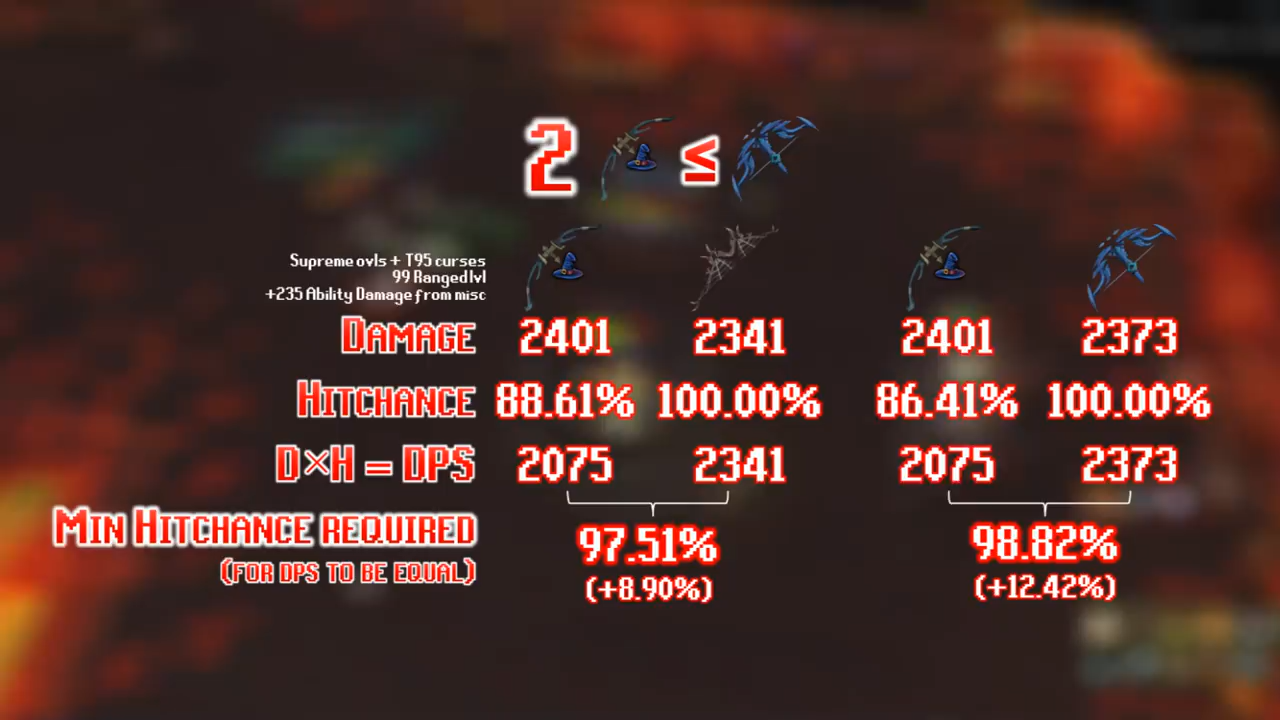 2 ≤
Supreme ovls + T95 curses
99 Ranged lvl
+235 Ability Damage from misc
DAMAGE 2401 2341 2401 2373
HITCHANCE 88.61% 100.00% 86.41% 100.00%
D×H = DPS 2075 2341 2075 2373
MIN HITCHANCE REQUIRED 97.51% 98.82%
(FOR DPS TO BE EQUAL) (+8.90%) (+12.42%)